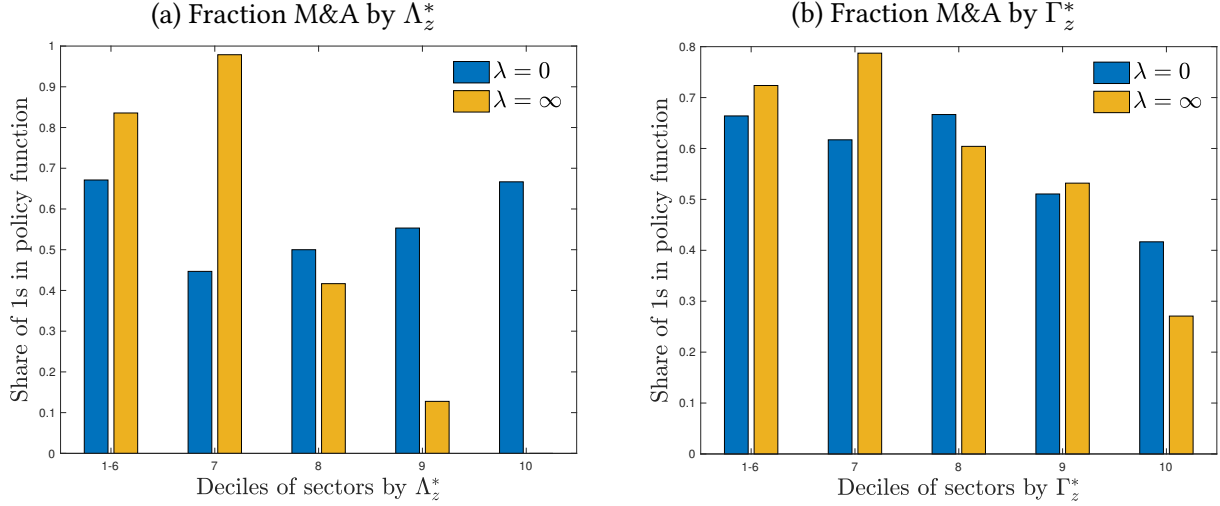 (a) Fraction M&A by Λ*z
Share of 1s in policy function
1
0.9
0.8
0.7
0.6
0.5
0.4
0.3
0.2
0.1
0
λ = 0
λ = ∞
1-6 7 8 9 10
Deciles of sectors by Λ*z
(b) Fraction M&A by Γ*z
Share of 1s in policy function
0.8
0.7
0.6
0.5
0.4
0.3
0.2
0.1
0
λ = 0
λ = ∞
1-6 7 8 9 10
Deciles of sectors by Γ*z